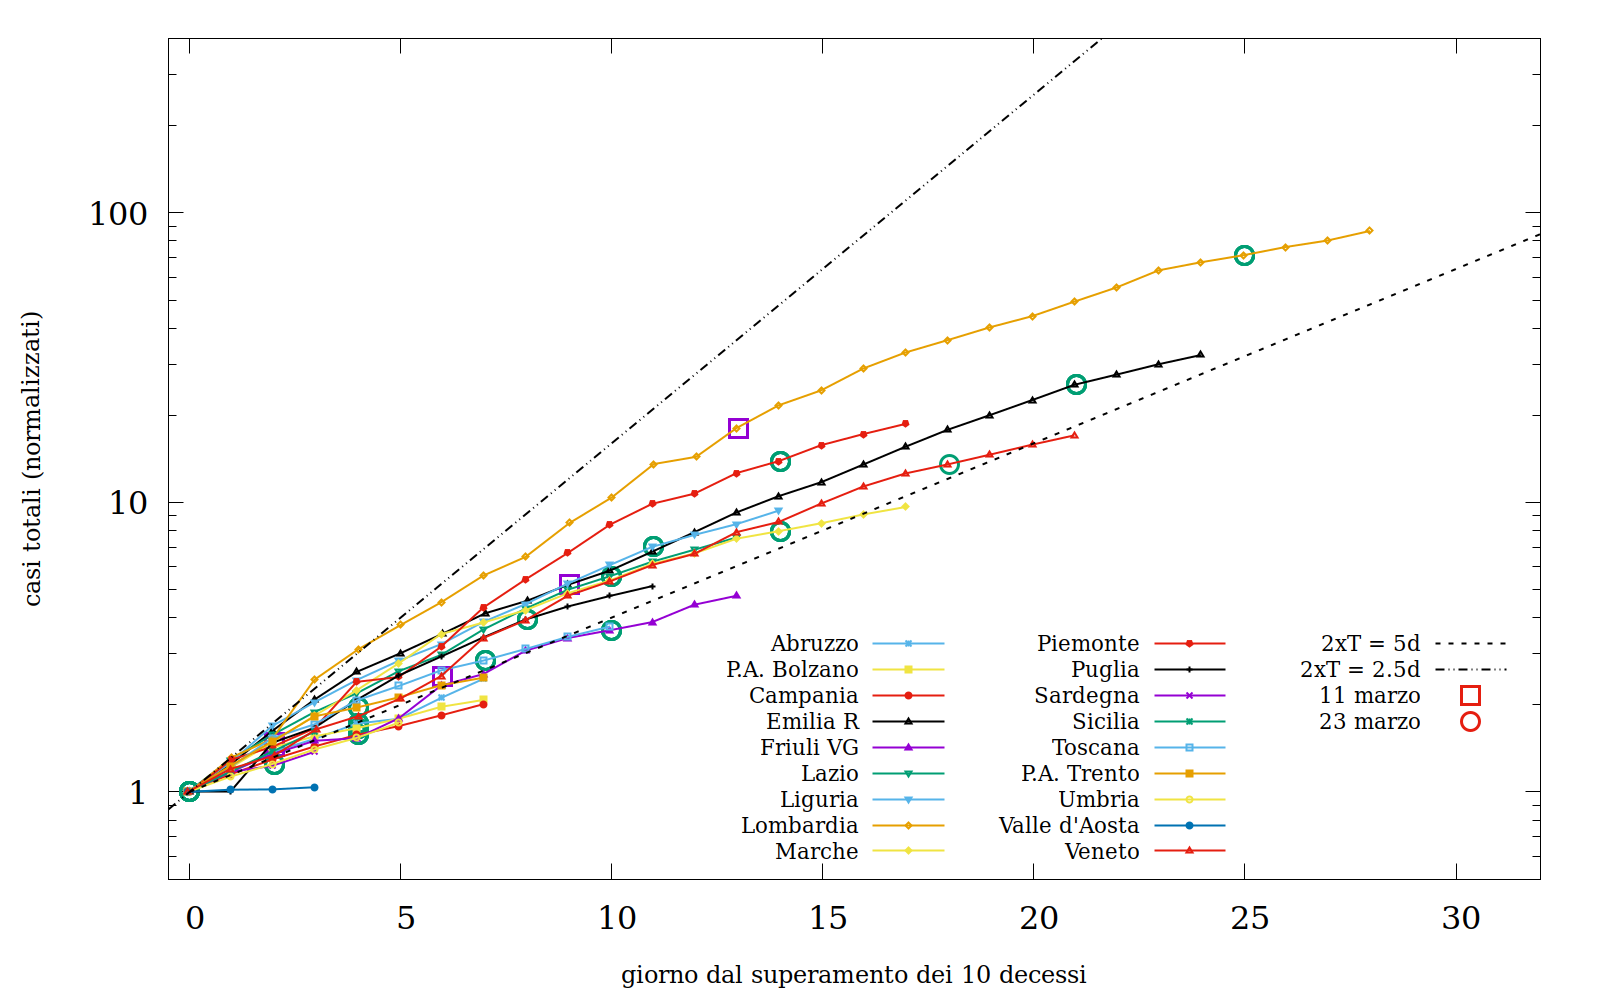 casi totali (normalizzati)
100
10
1
0 5 10 15 20 25 30
giorno dal superamento dei 10 decessi
Abruzzo
P.A. Bolzano
Campania
Emilia R
Friuli VG
Lazio
Liguria
Lombardia
Marche
Piemonte
Puglia
Sardegna
Sicilia
Toscana
P.A. Trento
Umbria
Valle d'Aosta
Veneto
2xT = 5d
2xT = 2.5d
11 marzo
23 marzo